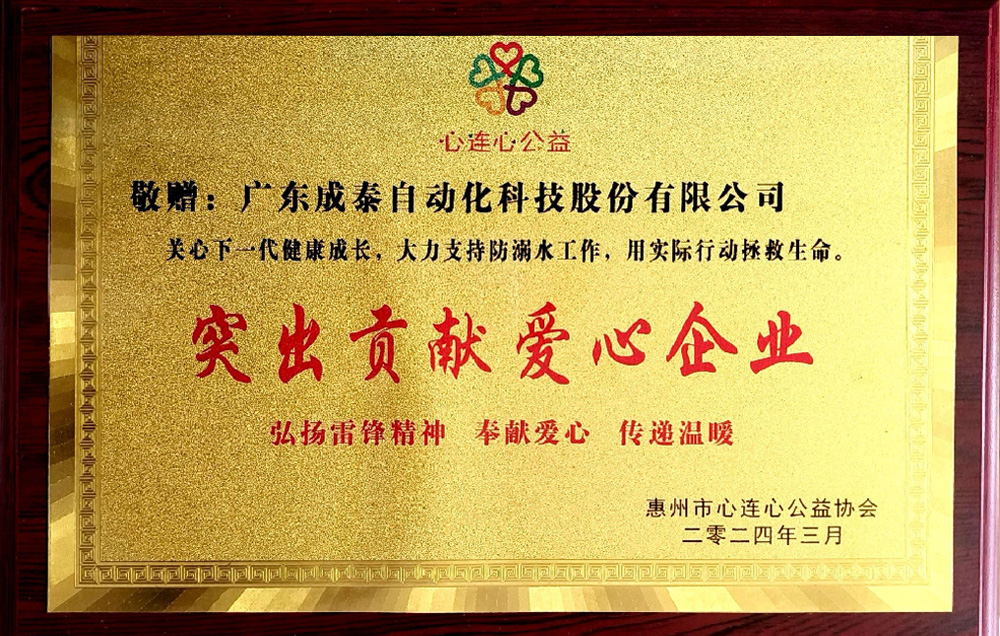 心连心公益
敬赠：广东成泰自动化科技股份有限公司
关心下一代健康成长，大力支持防溺水工作，用实际行动拯救生命。
突出贡献爱心企业
弘扬雷锋精神 奉献爱心 传递温暖
惠州市心连心公益协会
二零二四年三月